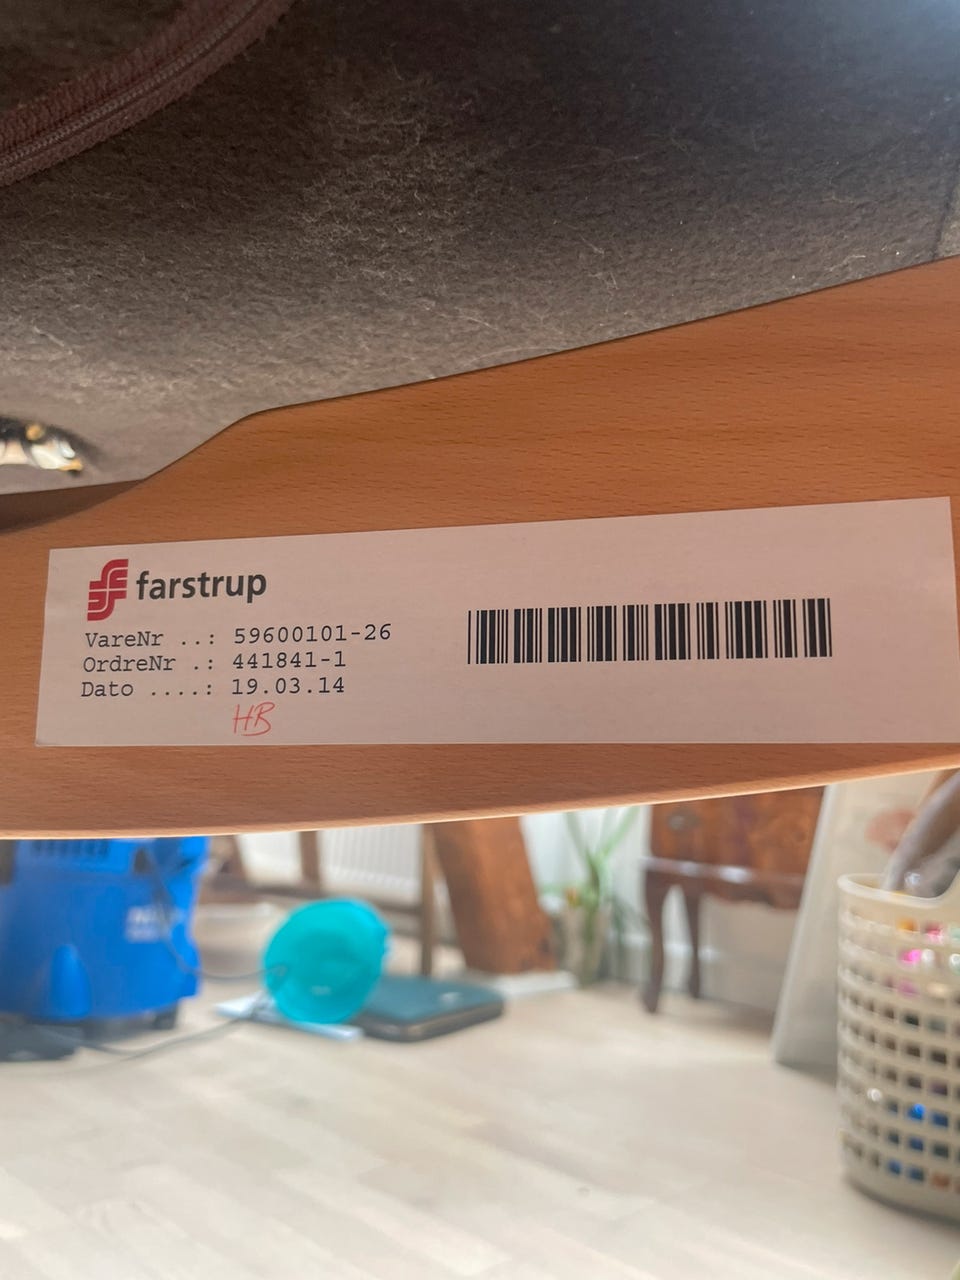 farstrup
VareNr ..: 59600101-26
OrdreNr .: 441841-1
Dato ....: 19.03.14
HB